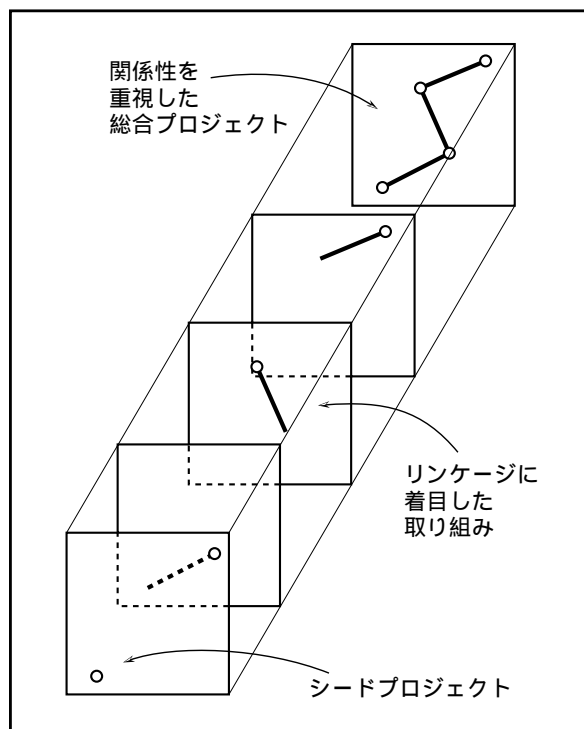 関係性を
重視した
総合プロジェクト
リンケージに
着目した
取り組み
シードプロジェクト